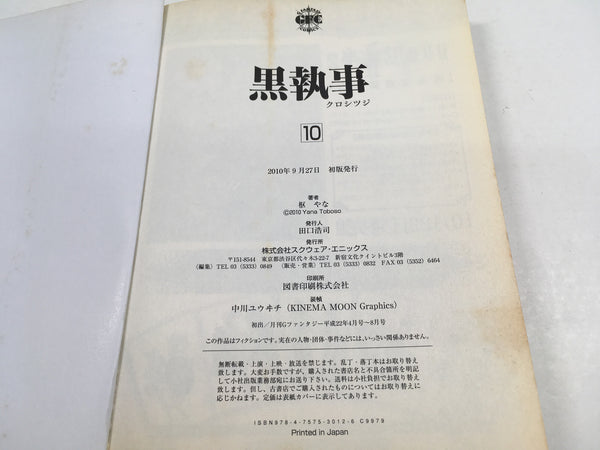 GFC
黒執事
クロシツジ
10
2010年9月27日 初版発行
著者
枢 やな
©2010 Yana Toboso
発行人
田口浩司
発行所
株式会社スクウェア・エニックス
〒151-8544 東京都渋谷区代々木3-22-7 新宿文化クイントビル3階
(編集)TEL 03(5333)0849 (販売・営業)TEL 03(5333)0832 FAX 03(5352)6464
印刷所
図書印刷株式会社
装幀
中川ユウヰチ(KINEMA MOON Graphics)
初出/月刊Gファンタジー平成22年4月号〜8月号
この作品はフィクションです。実在の人物・団体・事件などには、いっさい関係ありません。
無断転載・上演・上映・放送を禁じます。乱丁・落丁本はお取り替え
致します。大変お手数ですが、購入された書店名と不具合箇所を明記
して小社出版業務部宛にお送り下さい。送料は小社負担でお取り替え
致します。但し、古書店でご購入されたものについてはお取り替えに
応じかねます。定価は表紙カバーに表示してあります。
ISBN978-4-7575-3012-6 C9979
Printed in Japan